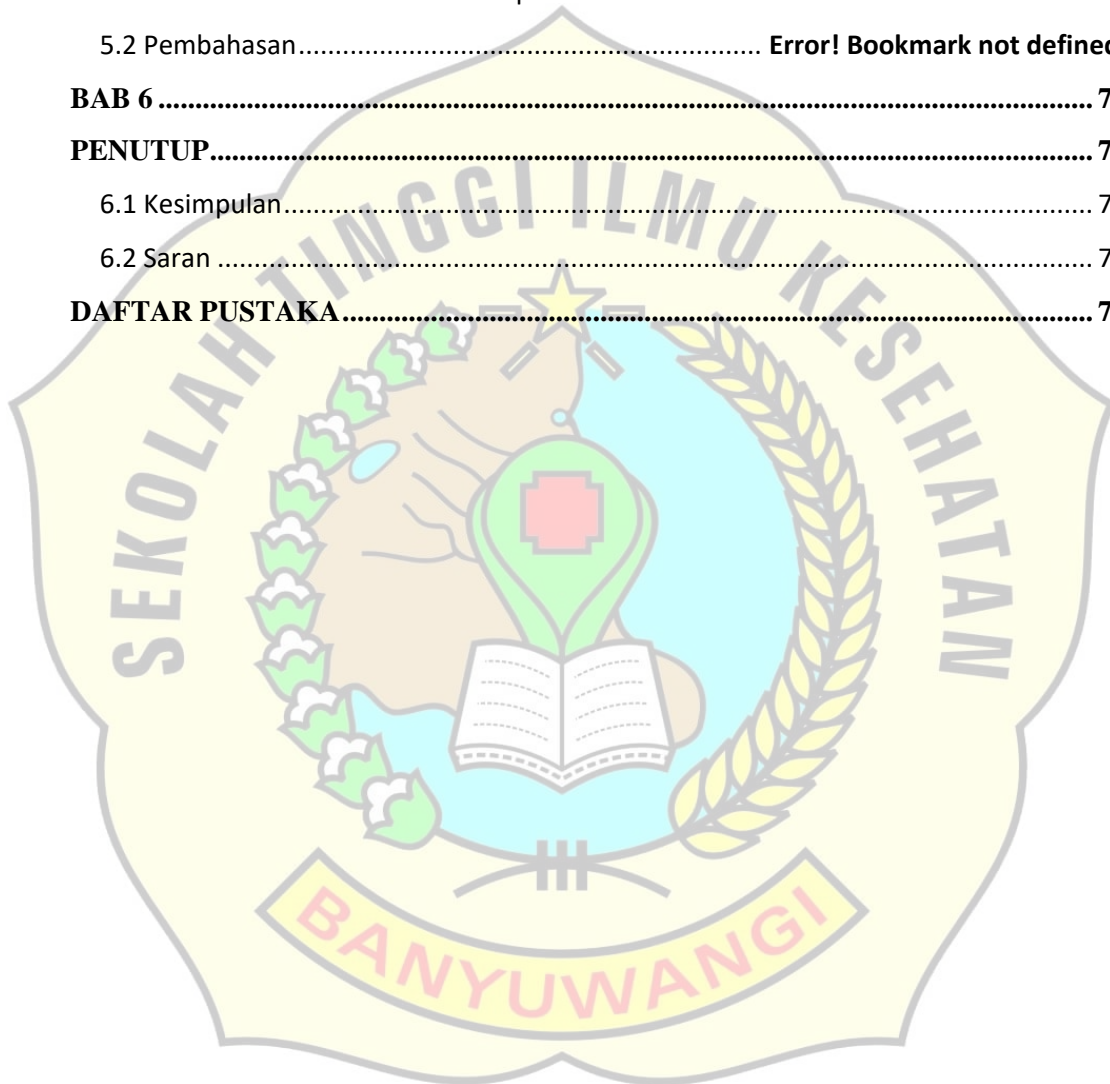 5.2 Pembahasan.............................................................. Error! Bookmark not defined
BAB 6 ............................................................................................................................. 7
PENUTUP...................................................................................................................... 7
6.1 Kesimpulan............................................................................................................. 7
6.2 Saran ...................................................................................................................... 7
DAFTAR PUSTAKA..................................................................................................... 7
SEKOLAH TINGGI ILMU KESEHATAN
BANYUWANGI